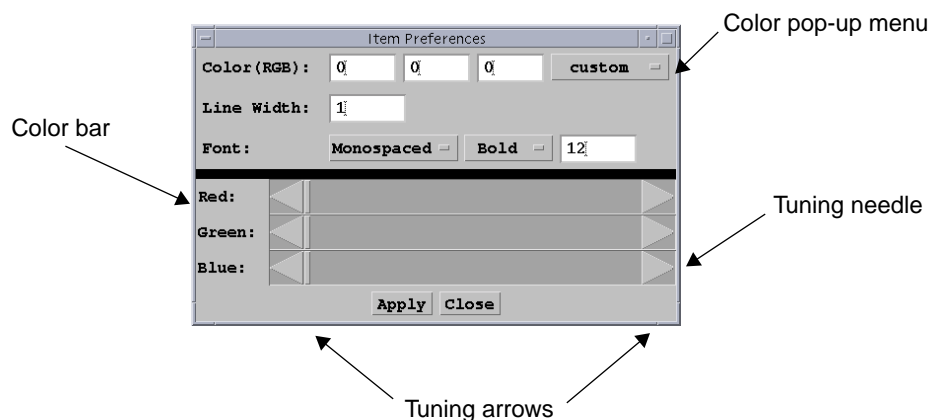 Color pop-up menu
Item Preferences
Color(RGB): 0 0 0 custom
Line Width: 1
Color bar
Font: Monospaced Bold 12
Red:
Tuning needle
Green:
Blue:
Apply Close
Tuning arrows